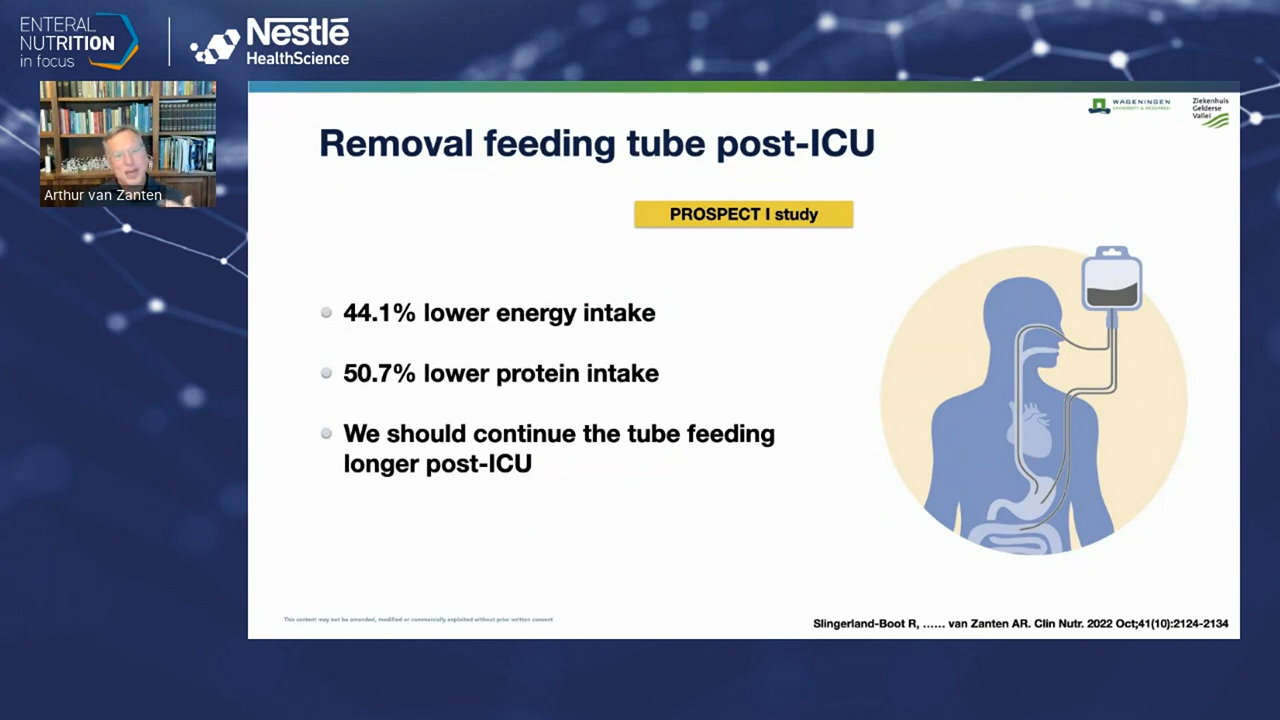 ENTERAL
NUTRITION
in focus
Nestlé
HealthScience
Arthur van Zanten
WAGENINGEN
UNIVERSITY & RESEARCH
Ziekenhuis
Gelderse
Vallei
Removal feeding tube post-ICU
PROSPECT I study
44.1% lower energy intake
50.7% lower protein intake
We should continue the tube feeding
longer post-ICU
This content may not be amended, modified or commercially exploited without prior written consent
Slingerland-Boot R, ...... van Zanten AR. Clin Nutr. 2022 Oct;41(10):2124-2134